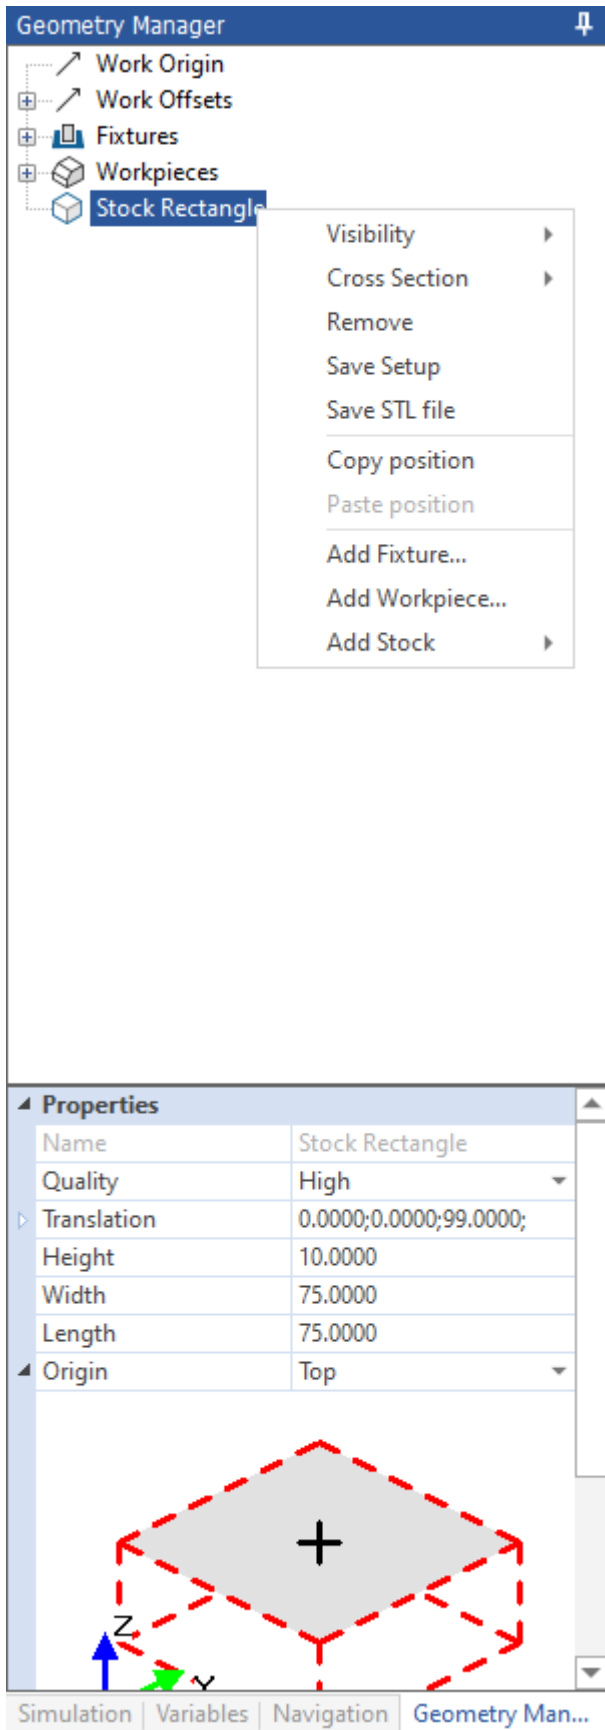 Geometry Manager
Work Origin
Work Offsets
Fixtures
Workpieces
Stock Rectangle
Visibility
Cross Section
Remove
Save Setup
Save STL file
Copy position
Paste position
Add Fixture...
Add Workpiece...
Add Stock
Properties
Name Stock Rectangle
Quality High
Translation 0.0000;0.0000;99.0000;
Height 10.0000
Width 75.0000
Length 75.0000
Origin Top
Z
Y
Simulation Variables Navigation Geometry Man...